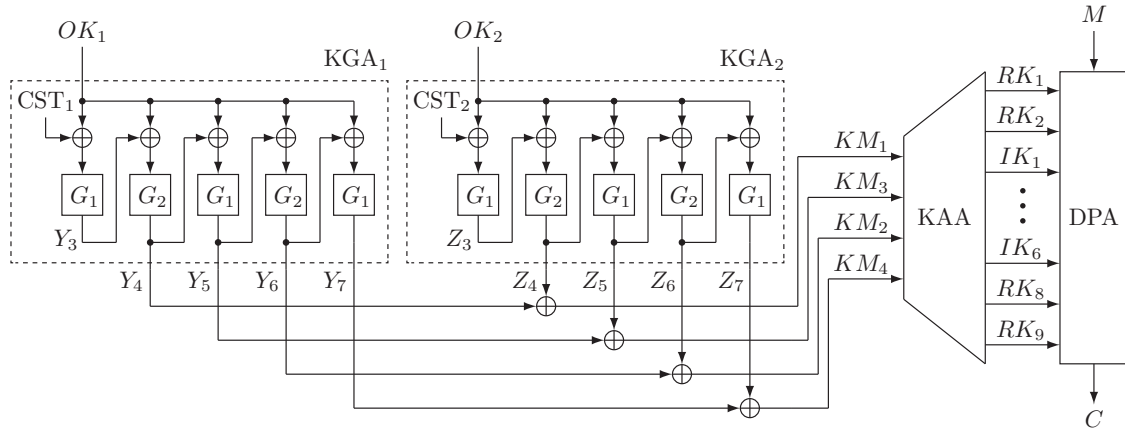 OK₁ OK₂ M
KGA₁ KGA₂
CST₁ CST₂
RK₁
RK₂
KM₁ IK₁
G₁ G₂ G₁ G₂ G₁ G₁ G₂ G₁ G₂ G₁ KM₃
KAA DPA
Y₃ Z₃ KM₂
IK₆
Y₄ Y₅ Y₆ Y₇ Z₄ Z₅ Z₆ Z₇ KM₄
RK₈
RK₉
C